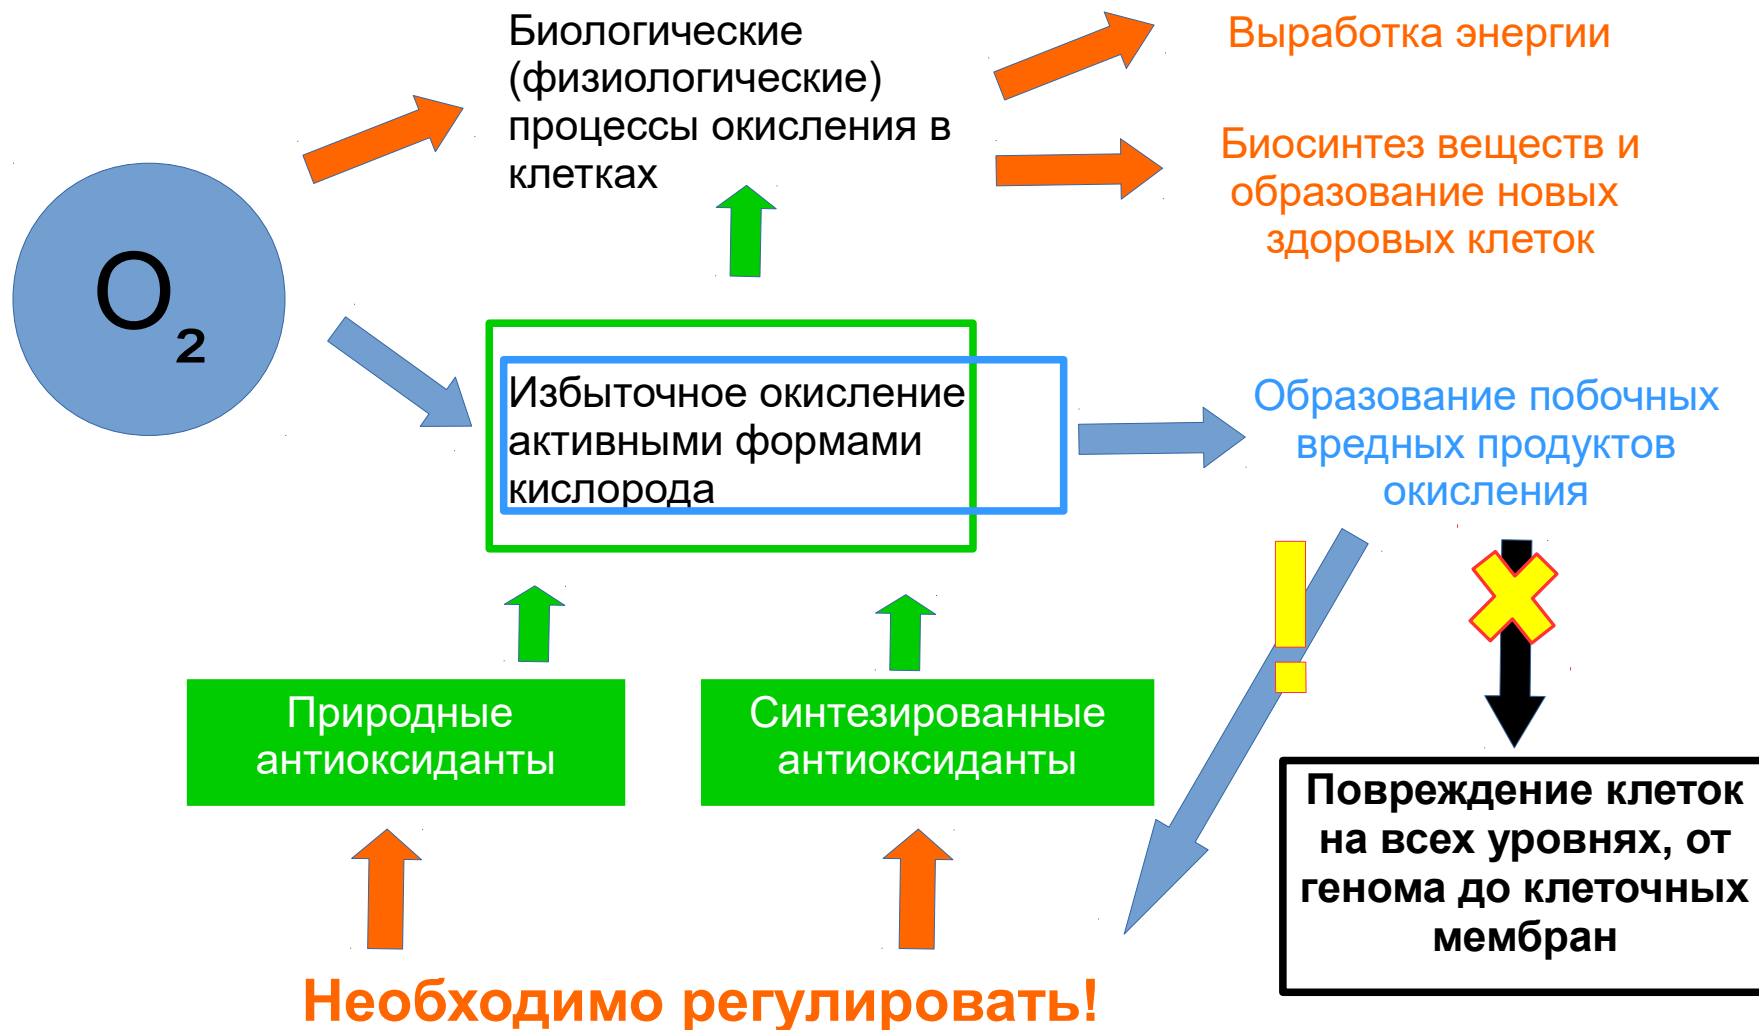 Биологические
(физиологические)
процессы окисления в
клетках
Выработка энергии
Биосинтез веществ и
образование новых
здоровых клеток
O₂
Избыточное окисление
активными формами
кислорода
Образование побочных
вредных продуктов
окисления
!
Природные
антиоксиданты
Синтезированные
антиоксиданты
Повреждение клеток
на всех уровнях, от
генома до клеточных
мембран
Необходимо регулировать!